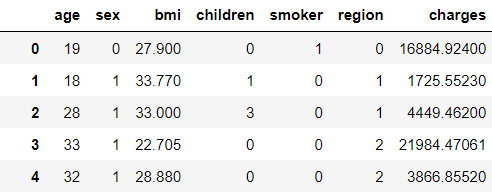 age sex bmi children smoker region charges
0 19 0 27.900 0 1 0 16884.92400
1 18 1 33.770 1 0 1 1725.55230
2 28 1 33.000 3 0 1 4449.46200
3 33 1 22.705 0 0 2 21984.47061
4 32 1 28.880 0 0 2 3866.85520